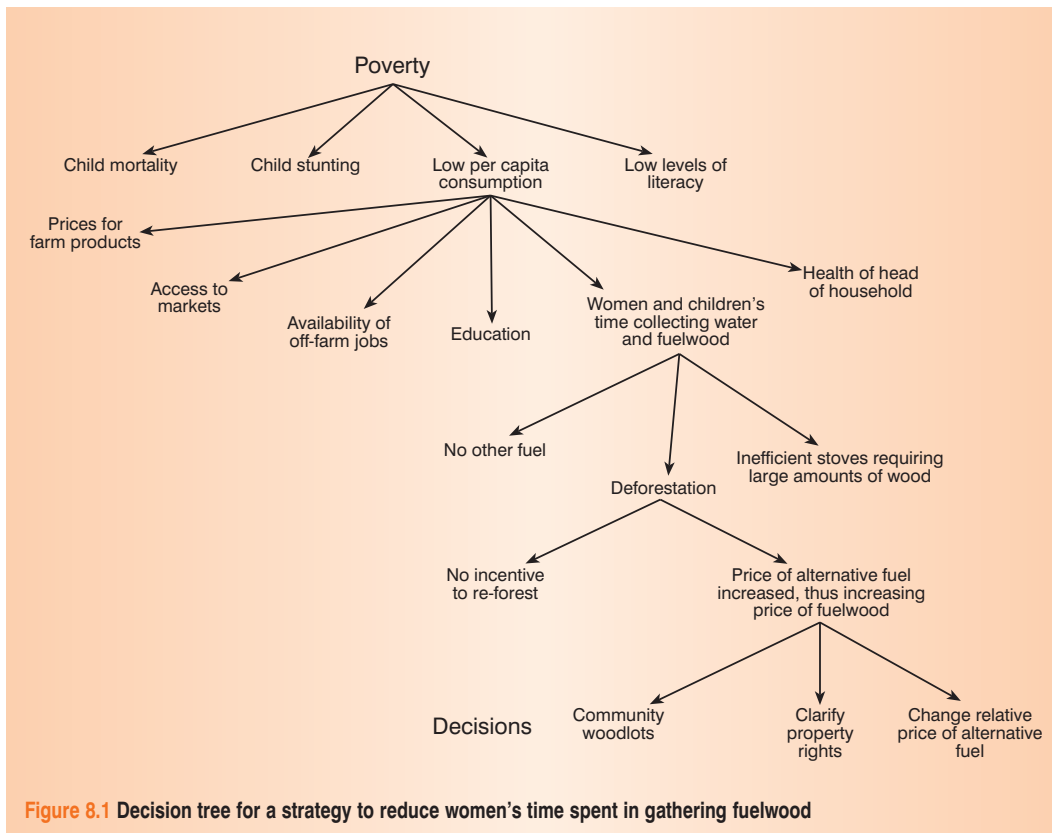 Poverty
Child mortality
Child stunting
Low per capita
consumption
Low levels of
literacy
Prices for
farm products
Access to
markets
Availability of
off-farm jobs
Education
Women and children’s
time collecting water
and fuelwood
Health of head
of household
No other fuel
Deforestation
Inefficient stoves requiring
large amounts of wood
No incentive
to re-forest
Price of alternative fuel
increased, thus increasing
price of fuelwood
Decisions
Community
woodlots
Clarify
property
rights
Change relative
price of alternative
fuel
Figure 8.1 Decision tree for a strategy to reduce women’s time spent in gathering fuelwood